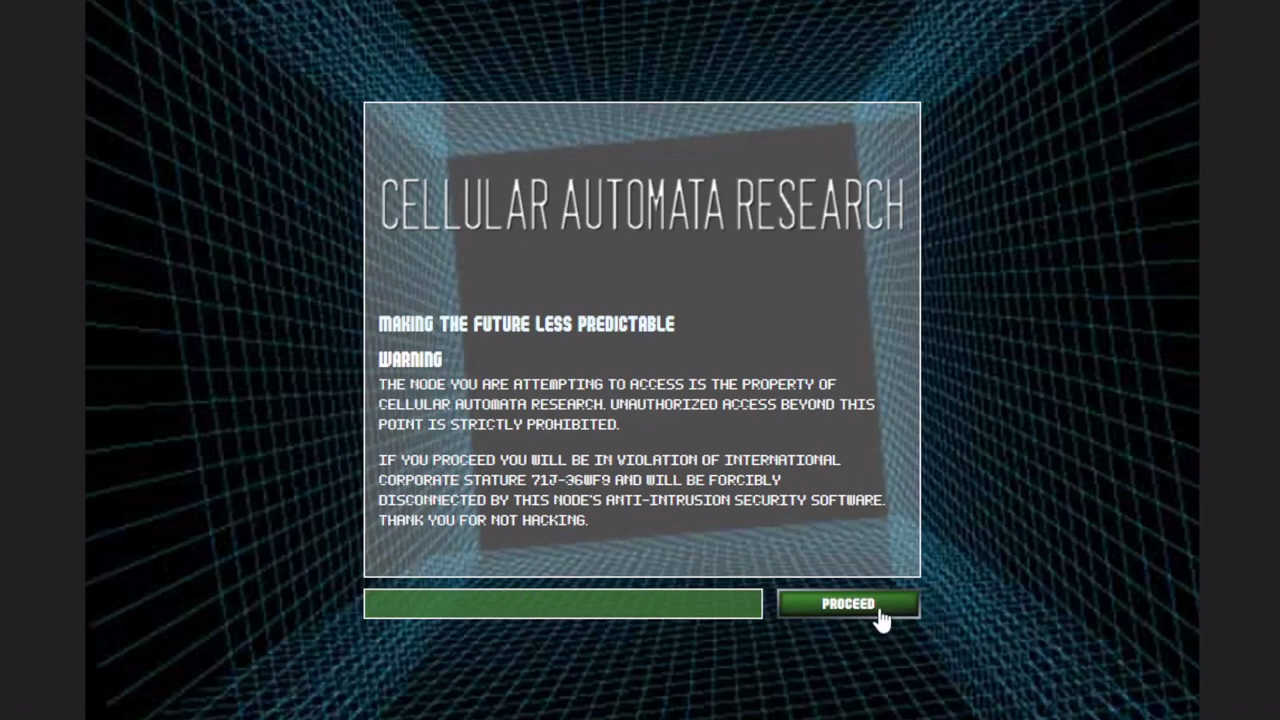 CELLULAR AUTOMATA RESEARCH
MAKING THE FUTURE LESS PREDICTABLE
WARNING
THE NODE YOU ARE ATTEMPTING TO ACCESS IS THE PROPERTY OF
CELLULAR AUTOMATA RESEARCH. UNAUTHORIZED ACCESS BEYOND THIS
POINT IS STRICTLY PROHIBITED.
IF YOU PROCEED YOU WILL BE IN VIOLATION OF INTERNATIONAL
CORPORATE STATURE 71J-36WF9 AND WILL BE FORCIBLY
DISCONNECTED BY THIS NODE'S ANTI-INTRUSION SECURITY SOFTWARE.
THANK YOU FOR NOT HACKING.
PROCEED